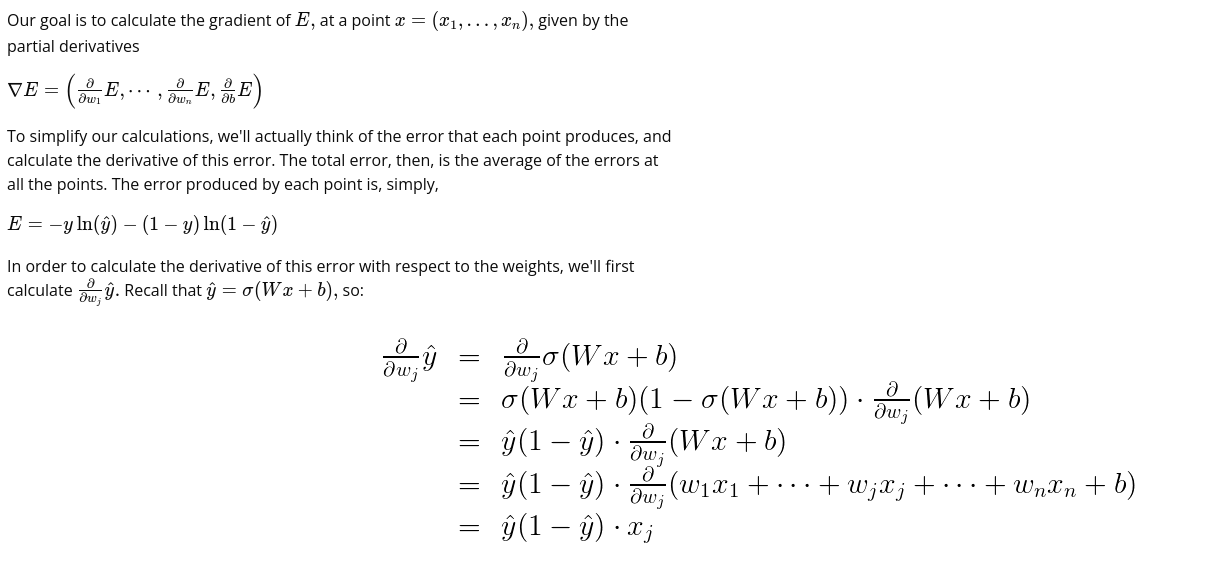 Our goal is to calculate the gradient of $E$, at a point $x = (x_1, \ldots, x_n)$, given by the
partial derivatives
$\nabla E = \left( \frac{\partial}{\partial w_1} E, \cdots, \frac{\partial}{\partial w_n} E, \frac{\partial}{\partial b} E \right)$
To simplify our calculations, we'll actually think of the error that each point produces, and
calculate the derivative of this error. The total error, then, is the average of the errors at
all the points. The error produced by each point is, simply,
$E = -y \ln(\hat{y}) - (1 - y) \ln(1 - \hat{y})$
In order to calculate the derivative of this error with respect to the weights, we'll first
calculate $\frac{\partial}{\partial w_j} \hat{y}$. Recall that $\hat{y} = \sigma(Wx + b)$, so:
$\frac{\partial}{\partial w_j} \hat{y} = \frac{\partial}{\partial w_j} \sigma(Wx + b)$
$= \sigma(Wx + b)(1 - \sigma(Wx + b)) \cdot \frac{\partial}{\partial w_j}(Wx + b)$
$= \hat{y}(1 - \hat{y}) \cdot \frac{\partial}{\partial w_j}(Wx + b)$
$= \hat{y}(1 - \hat{y}) \cdot \frac{\partial}{\partial w_j}(w_1 x_1 + \cdots + w_j x_j + \cdots + w_n x_n + b)$
$= \hat{y}(1 - \hat{y}) \cdot x_j$